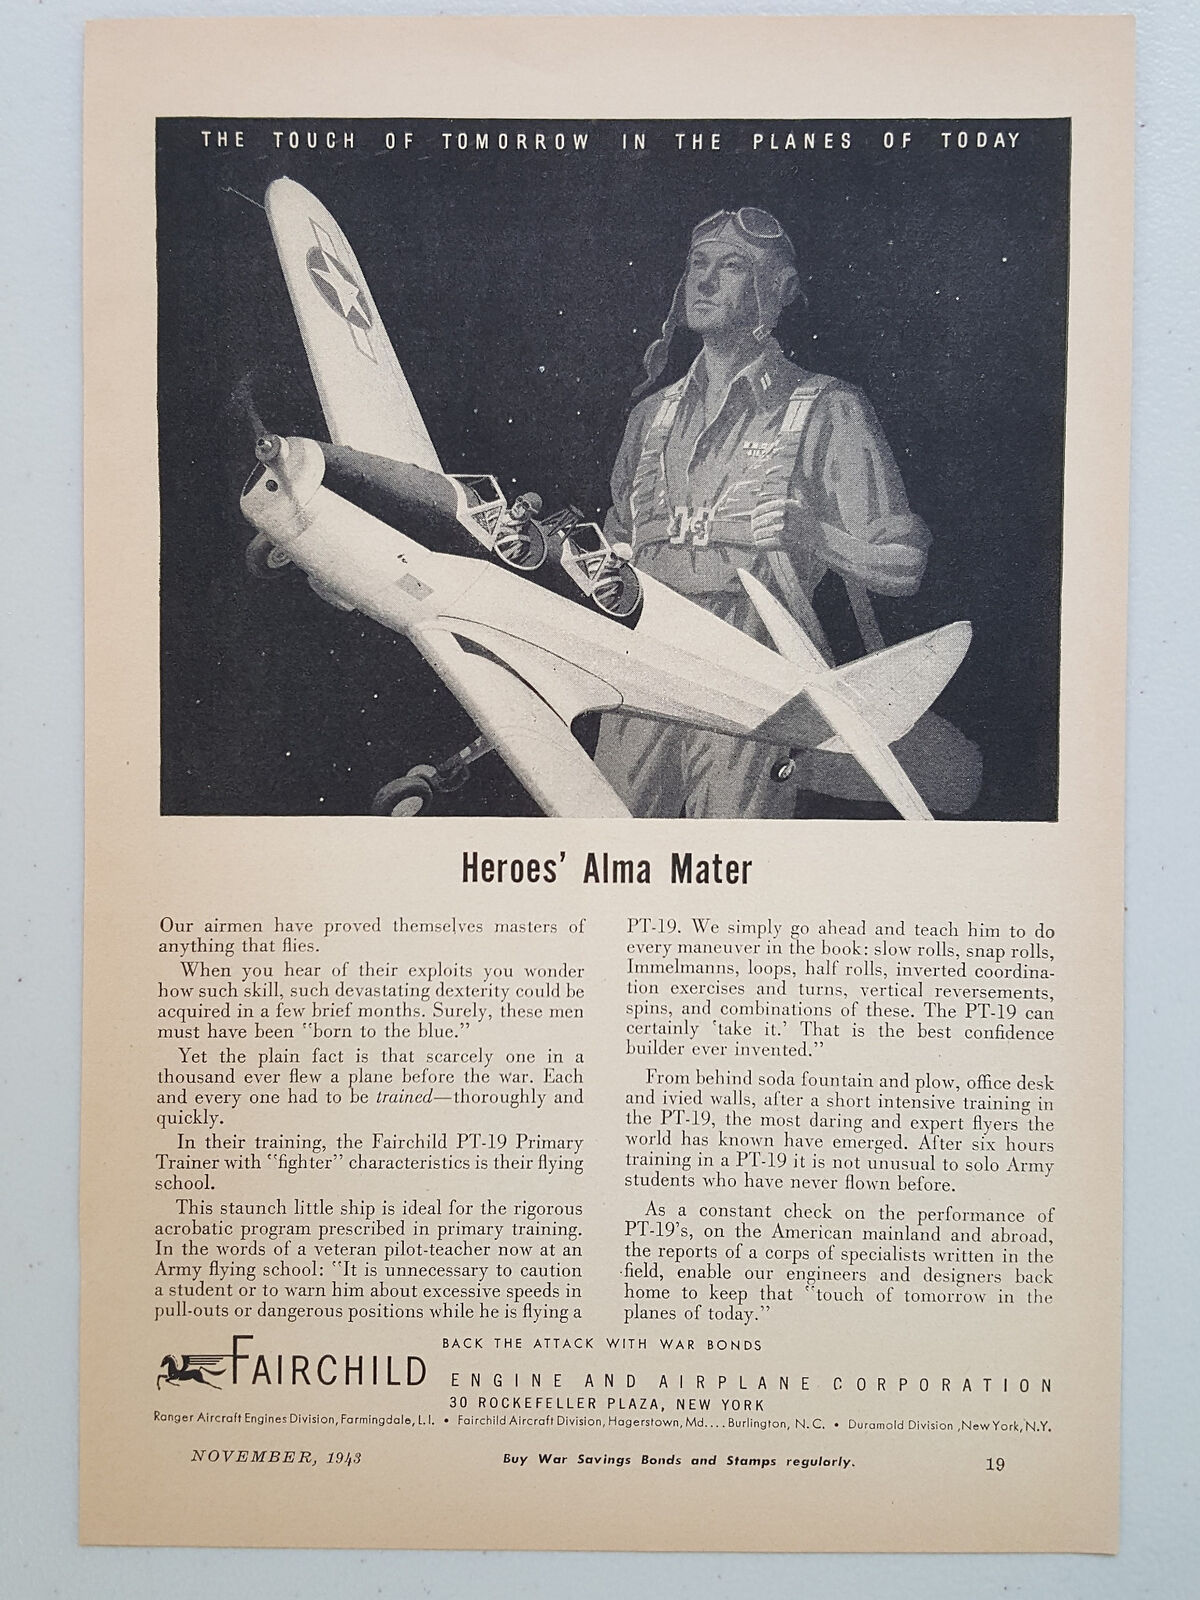 THE TOUCH OF TOMORROW IN THE PLANES OF TODAY
Heroes' Alma Mater
Our airmen have proved themselves masters of
anything that flies.
When you hear of their exploits you wonder
how such skill, such devastating dexterity could be
acquired in a few brief months. Surely, these men
must have been "born to the blue."
Yet the plain fact is that scarcely one in a
thousand ever flew a plane before the war. Each
and every one had to be trained—thoroughly and
quickly.
In their training, the Fairchild PT-19 Primary
Trainer with "fighter" characteristics is their flying
school.
This staunch little ship is ideal for the rigorous
acrobatic program prescribed in primary training.
In the words of a veteran pilot-teacher now at an
Army flying school: "It is unnecessary to caution
a student or to warn him about excessive speeds in
pull-outs or dangerous positions while he is flying a
PT-19. We simply go ahead and teach him to do
every maneuver in the book: slow rolls, snap rolls,
Immelmanns, loops, half rolls, inverted coordina-
tion exercises and turns, vertical reversements,
spins, and combinations of these. The PT-19 can
certainly 'take it.' That is the best confidence
builder ever invented."
From behind soda fountain and plow, office desk
and ivied walls, after a short intensive training in
the PT-19, the most daring and expert flyers the
world has known have emerged. After six hours
training in a PT-19 it is not unusual to solo Army
students who have never flown before.
As a constant check on the performance of
PT-19's, on the American mainland and abroad,
the reports of a corps of specialists written in the
field, enable our engineers and designers back
home to keep that "touch of tomorrow in the
planes of today."
BACK THE ATTACK WITH WAR BONDS
FAIRCHILD ENGINE AND AIRPLANE CORPORATION
30 ROCKEFELLER PLAZA, NEW YORK
Ranger Aircraft Engines Division, Farmingdale, L.I. • Fairchild Aircraft Division, Hagerstown, Md.... Burlington, N.C. • Duramold Division, New York, N.Y.
NOVEMBER, 1943 Buy War Savings Bonds and Stamps regularly. 19